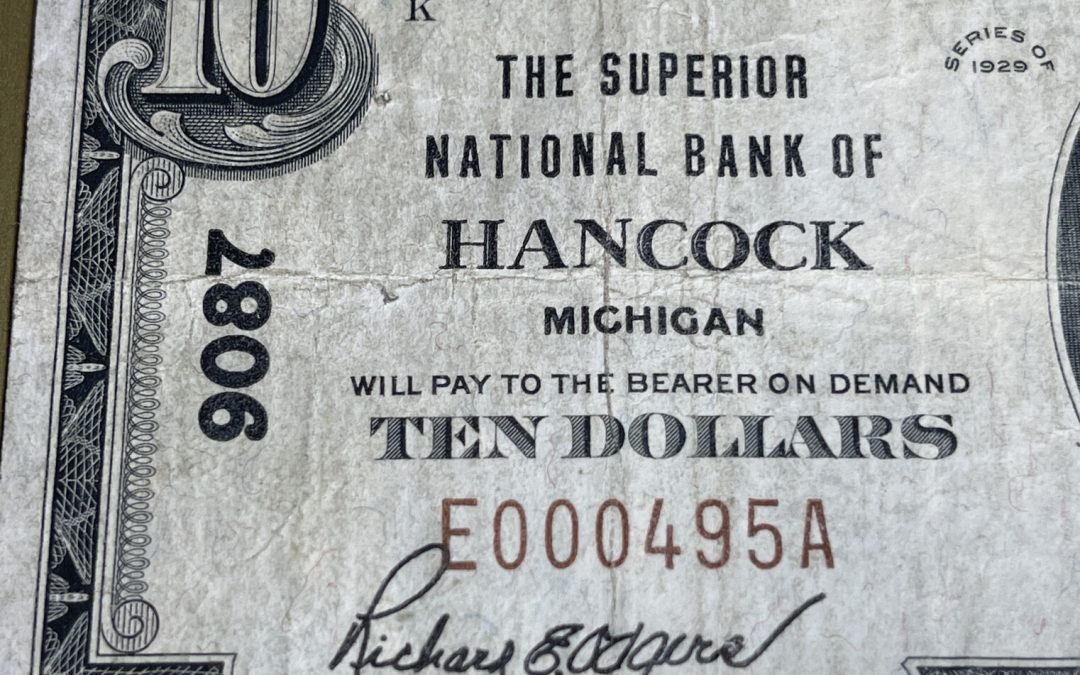 10
K
SERIES OF
1929
THE SUPERIOR
NATIONAL BANK OF
HANCOCK
MICHIGAN
9087
WILL PAY TO THE BEARER ON DEMAND
TEN DOLLARS
E000495A
Richard E.